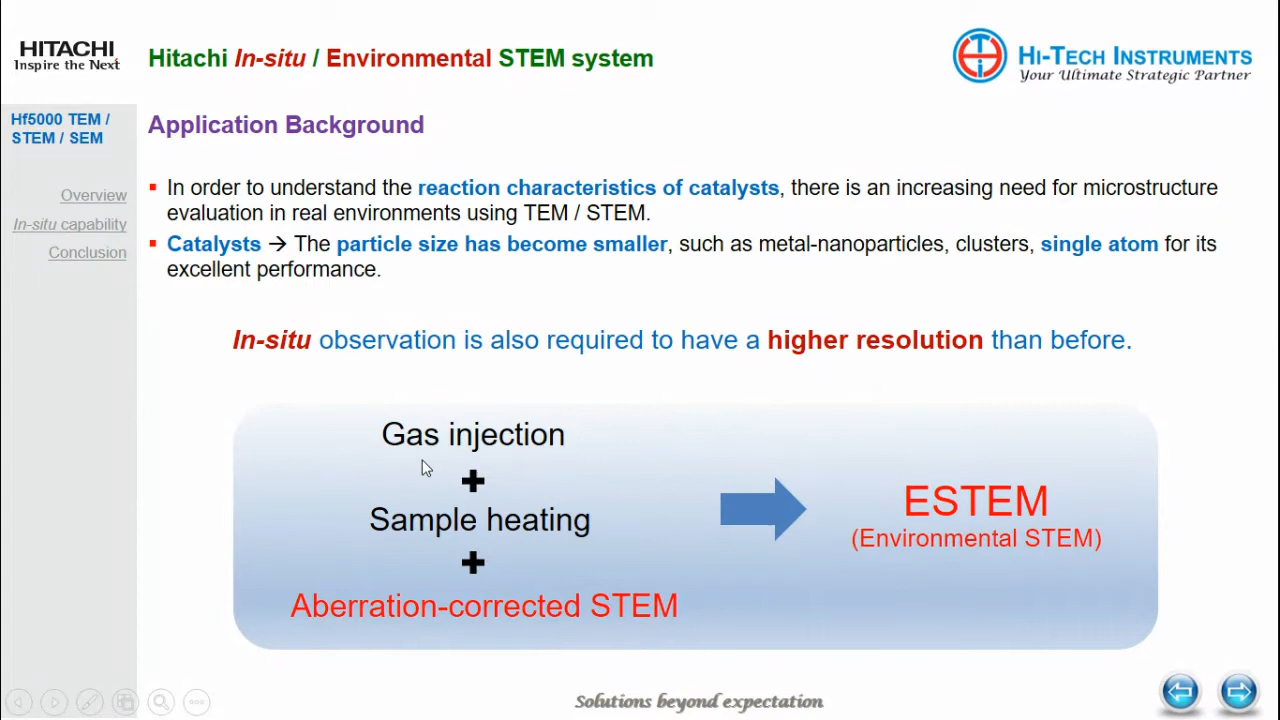 HITACHI
Inspire the Next
Hitachi In-situ / Environmental STEM system
HI-TECH INSTRUMENTS
Your Ultimate Strategic Partner
Hf5000 TEM /
STEM / SEM
Overview
In-situ capability
Conclusion
Application Background
▪ In order to understand the reaction characteristics of catalysts, there is an increasing need for microstructure
evaluation in real environments using TEM / STEM.
▪ Catalysts → The particle size has become smaller, such as metal-nanoparticles, clusters, single atom for its
excellent performance.
In-situ observation is also required to have a higher resolution than before.
Gas injection
+
Sample heating
+
Aberration-corrected STEM
ESTEM
(Environmental STEM)
Solutions beyond expectation